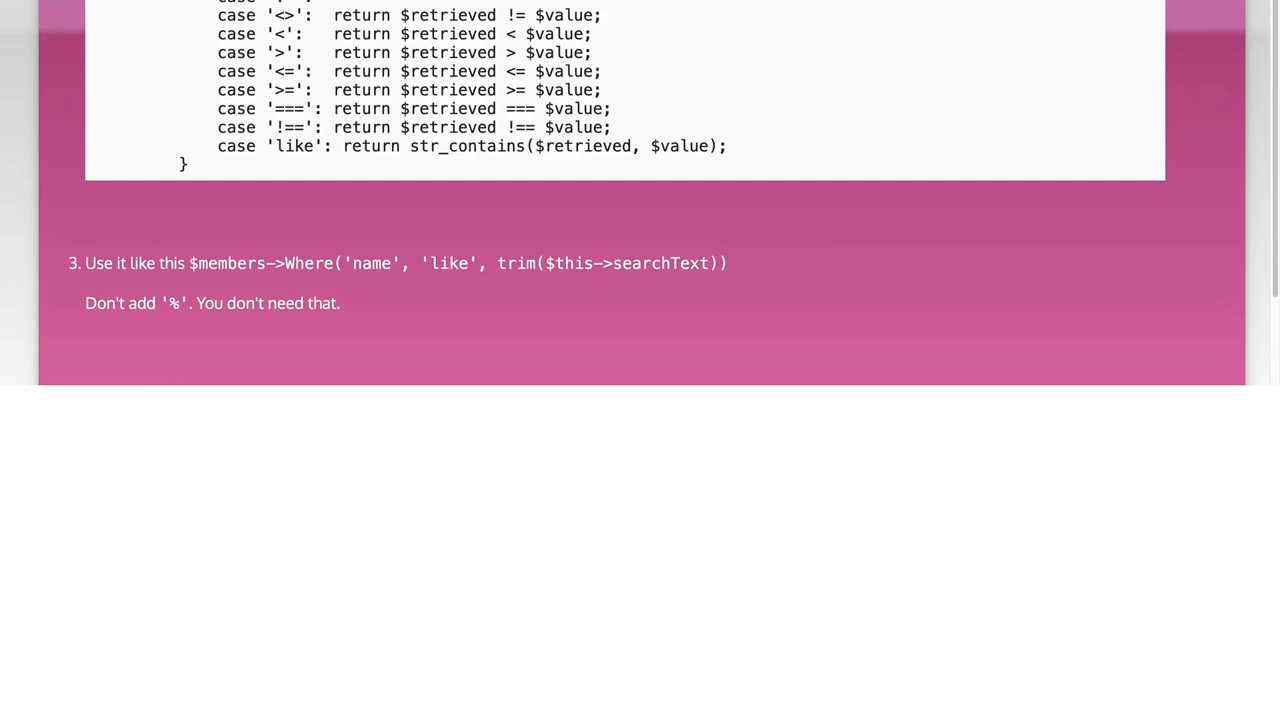 case '<>':  return $retrieved != $value;
case '<':   return $retrieved < $value;
case '>':   return $retrieved > $value;
case '<=':  return $retrieved <= $value;
case '>=':  return $retrieved >= $value;
case '===': return $retrieved === $value;
case '!==': return $retrieved !== $value;
case 'like': return str_contains($retrieved, $value);
}
3. Use it like this $members->Where('name', 'like', trim($this->searchText))
Don't add '%'. You don't need that.